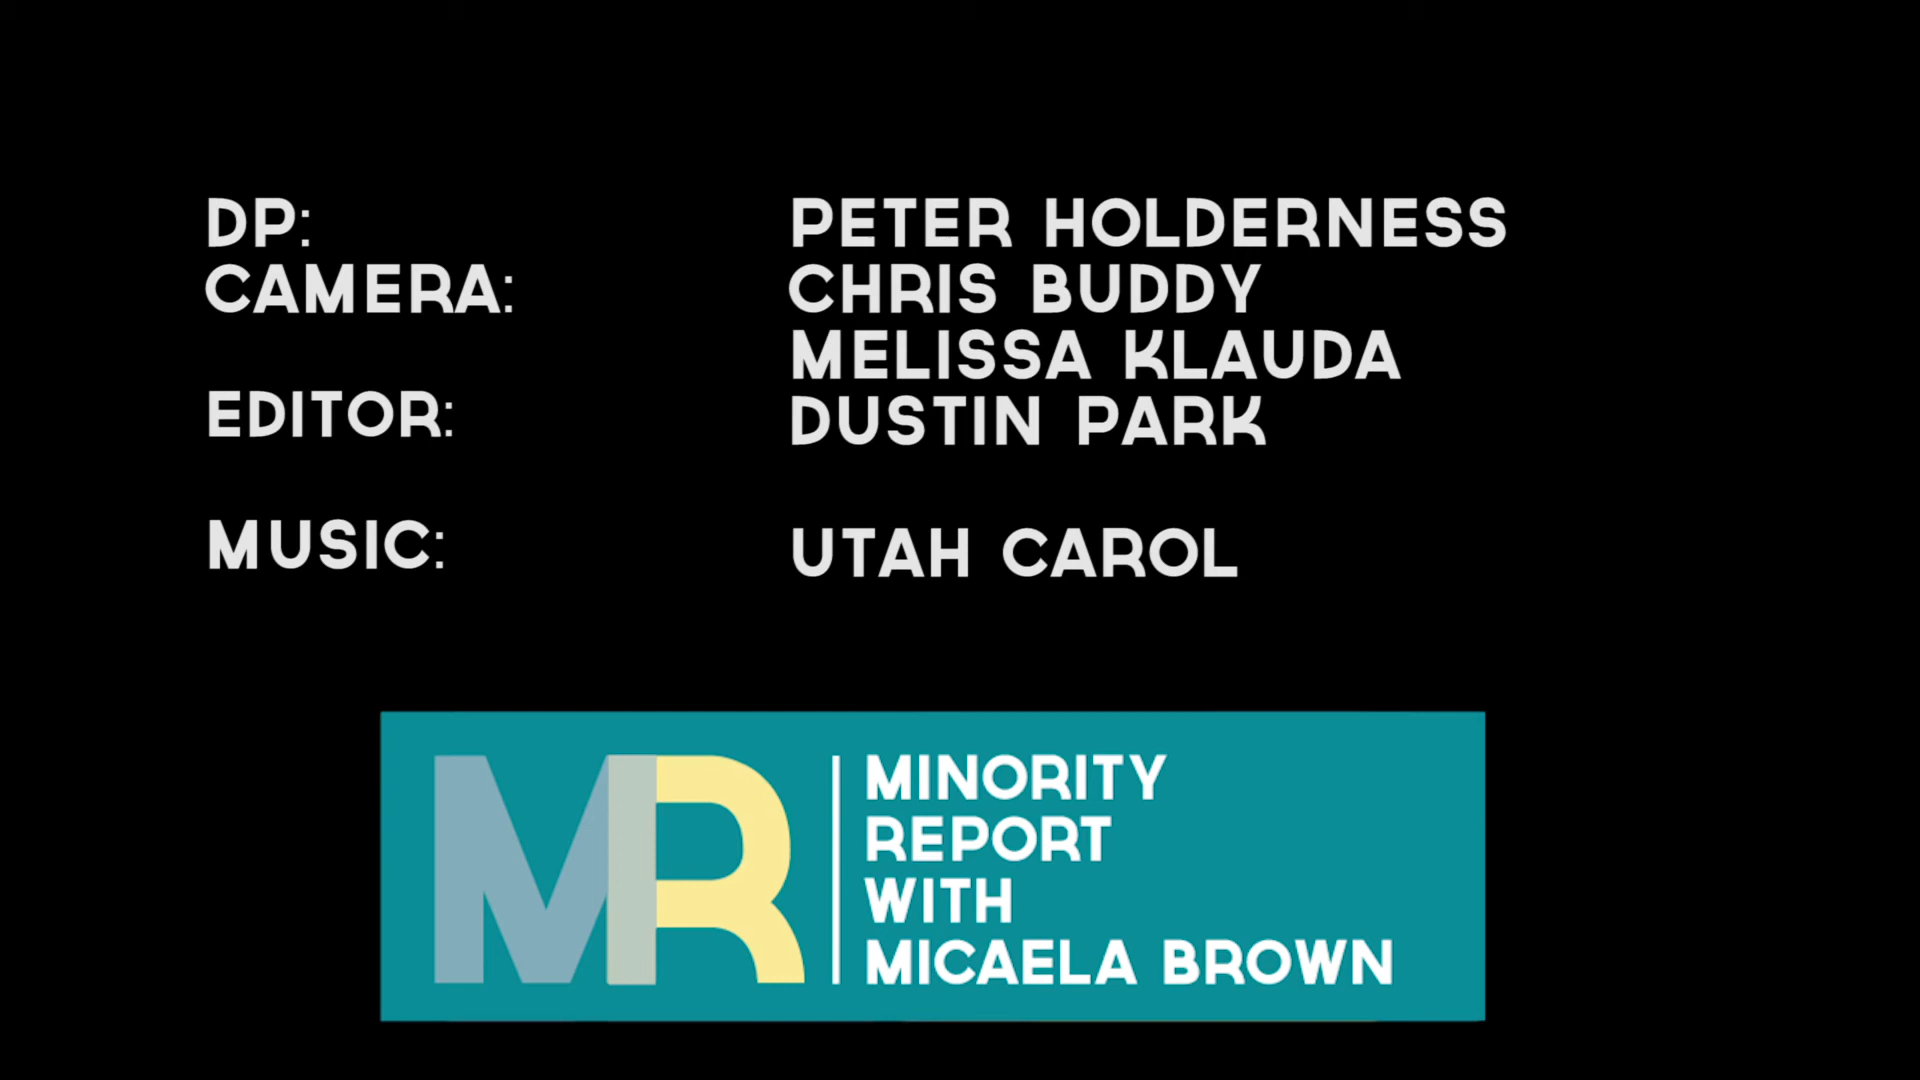 DP: PETER HOLDERNESS
CAMERA: CHRIS BUDDY
MELISSA KLAUDA
EDITOR: DUSTIN PARK
MUSIC: UTAH CAROL
MR
MINORITY
REPORT
WITH
MICAELA BROWN